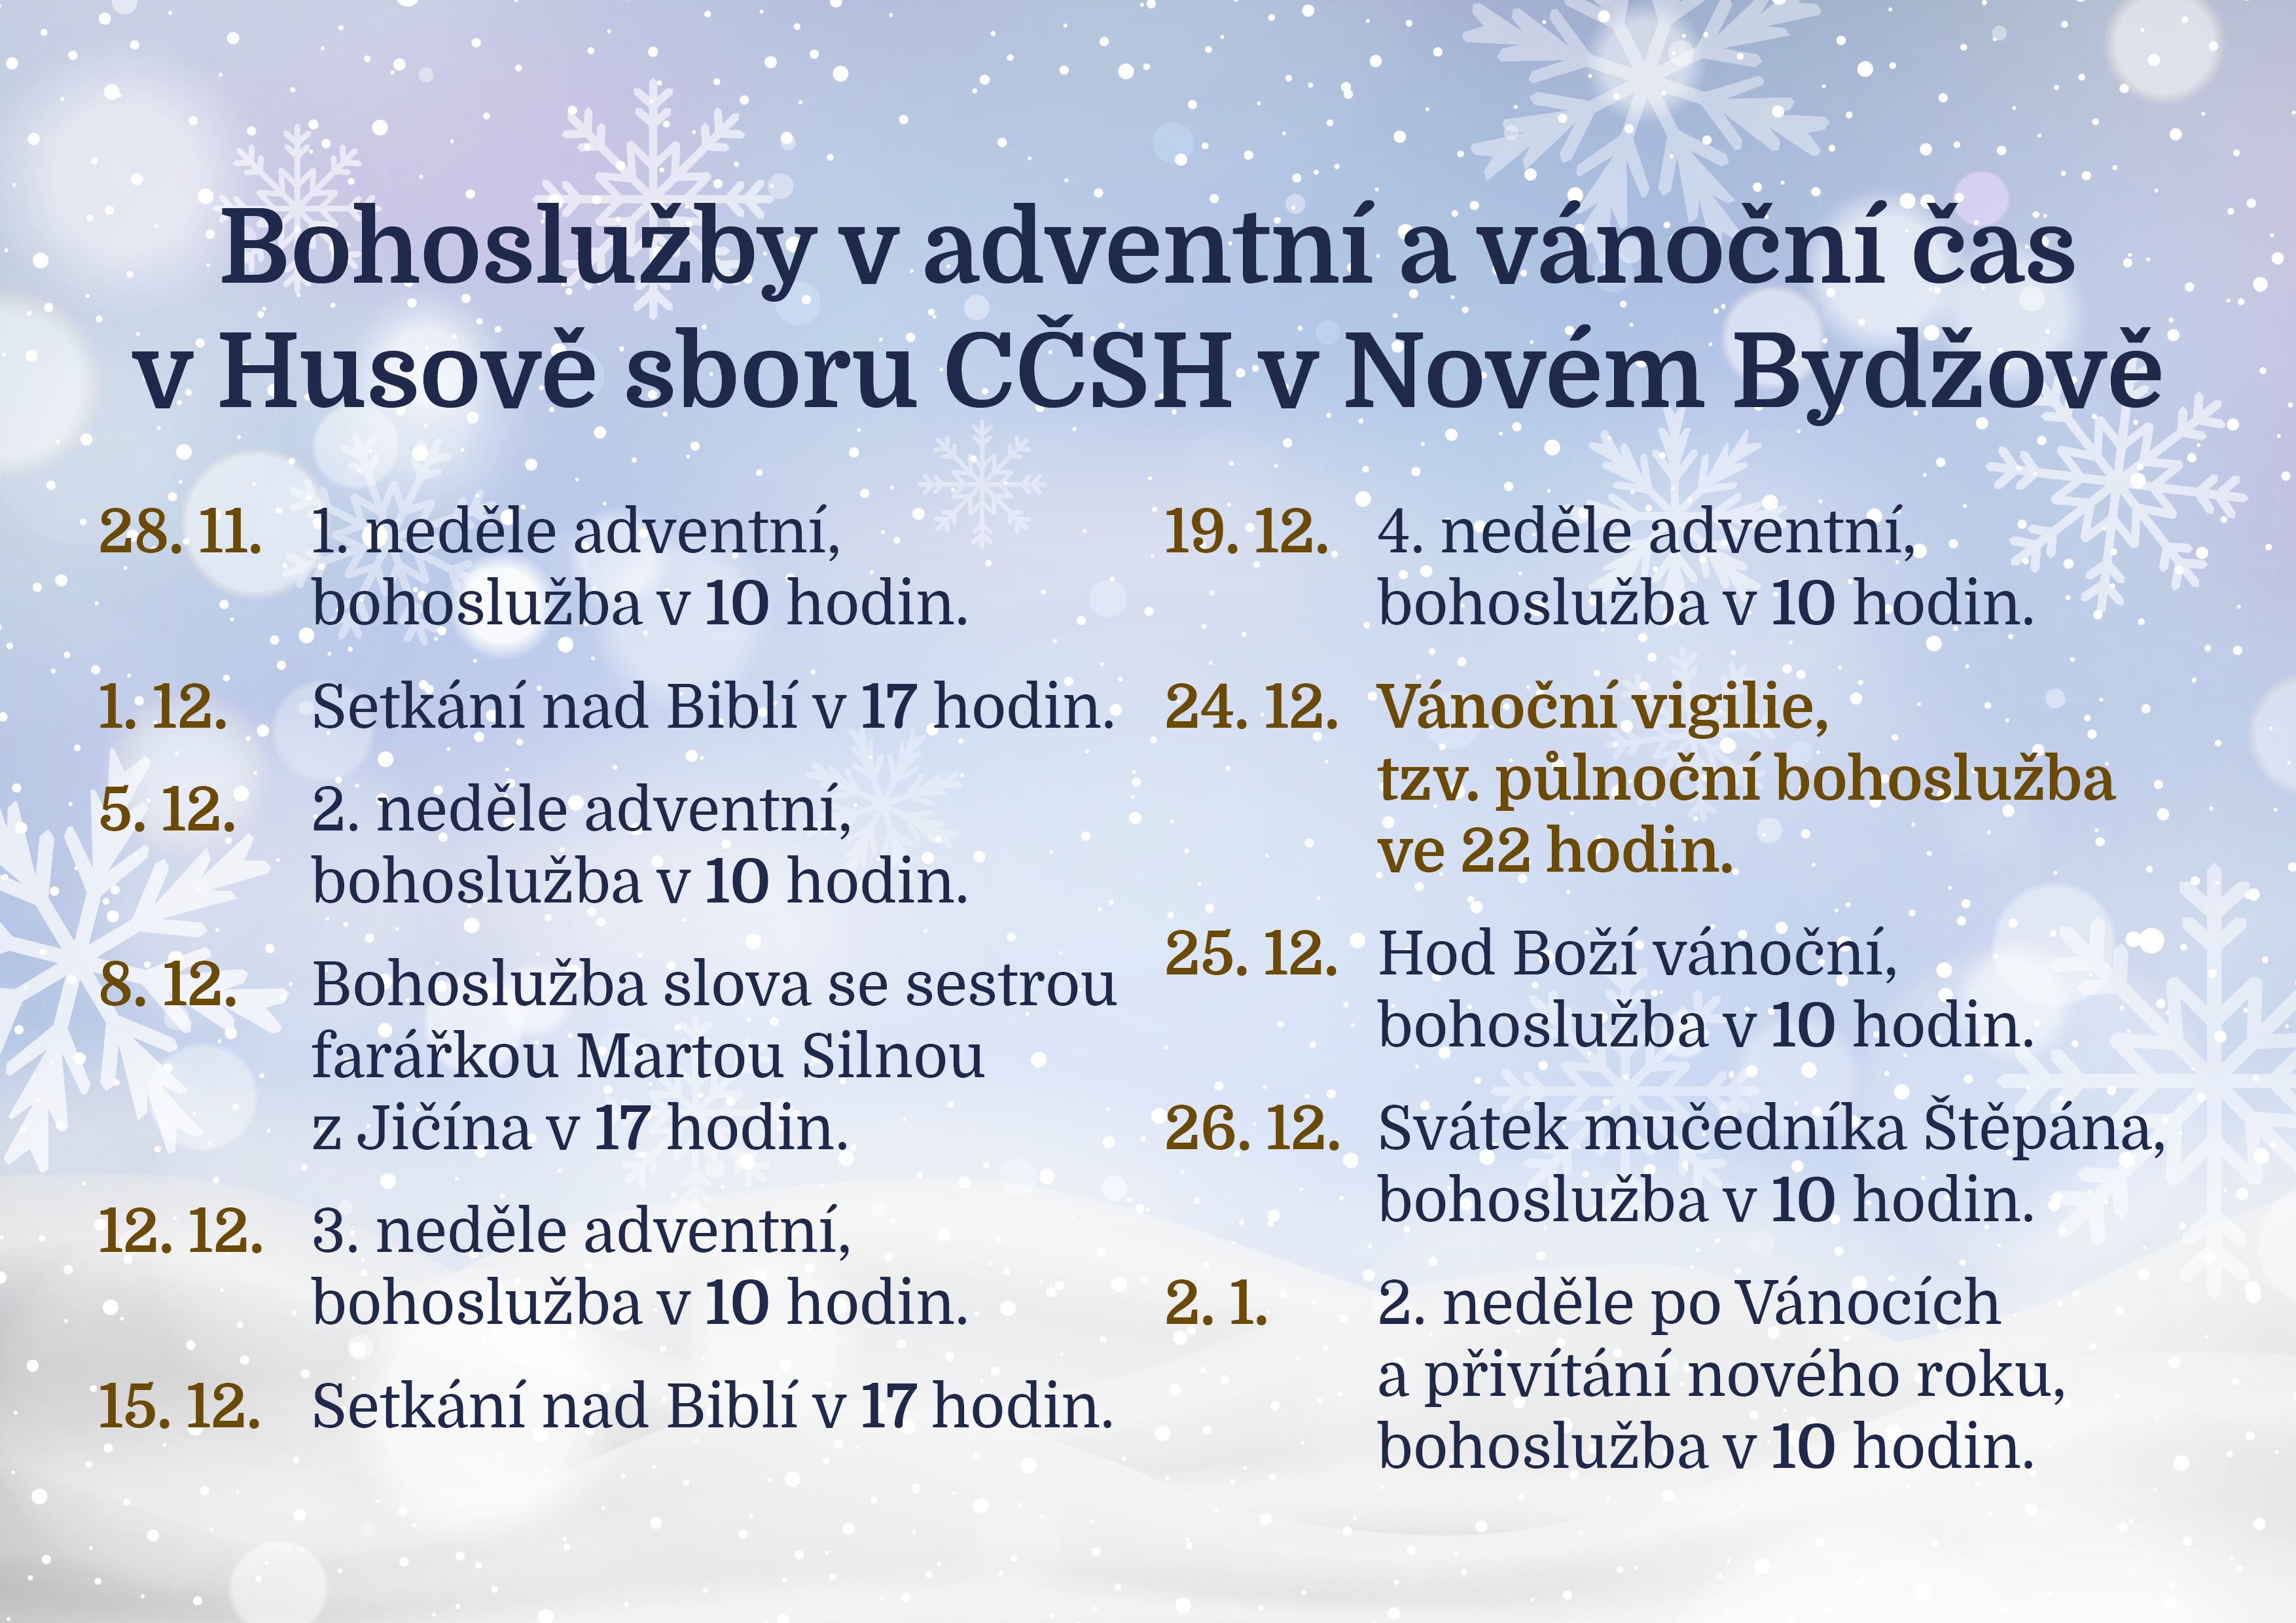 Bohoslužby v adventní a vánoční čas
v Husově sboru CČSH v Novém Bydžově
28. 11. 1. neděle adventní,
bohoslužba v 10 hodin.
1. 12. Setkání nad Biblí v 17 hodin.
5. 12. 2. neděle adventní,
bohoslužba v 10 hodin.
8. 12. Bohoslužba slova se sestrou
farářkou Martou Silnou
z Jičína v 17 hodin.
12. 12. 3. neděle adventní,
bohoslužba v 10 hodin.
15. 12. Setkání nad Biblí v 17 hodin.
19. 12. 4. neděle adventní,
bohoslužba v 10 hodin.
24. 12. Vánoční vigilie,
tzv. půlnoční bohoslužba
ve 22 hodin.
25. 12. Hod Boží vánoční,
bohoslužba v 10 hodin.
26. 12. Svátek mučedníka Štěpána,
bohoslužba v 10 hodin.
2. 1. 2. neděle po Vánocích
a přivítání nového roku,
bohoslužba v 10 hodin.